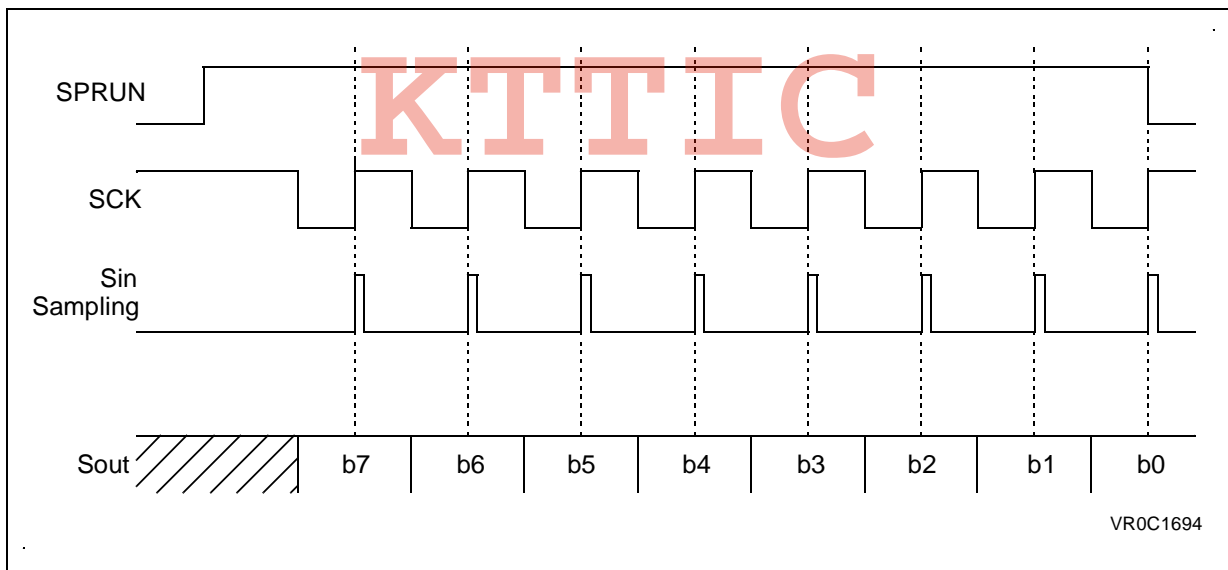 KTTIC
SPRUN
SCK
Sin
Sampling
Sout b7 b6 b5 b4 b3 b2 b1 b0
VR0C1694